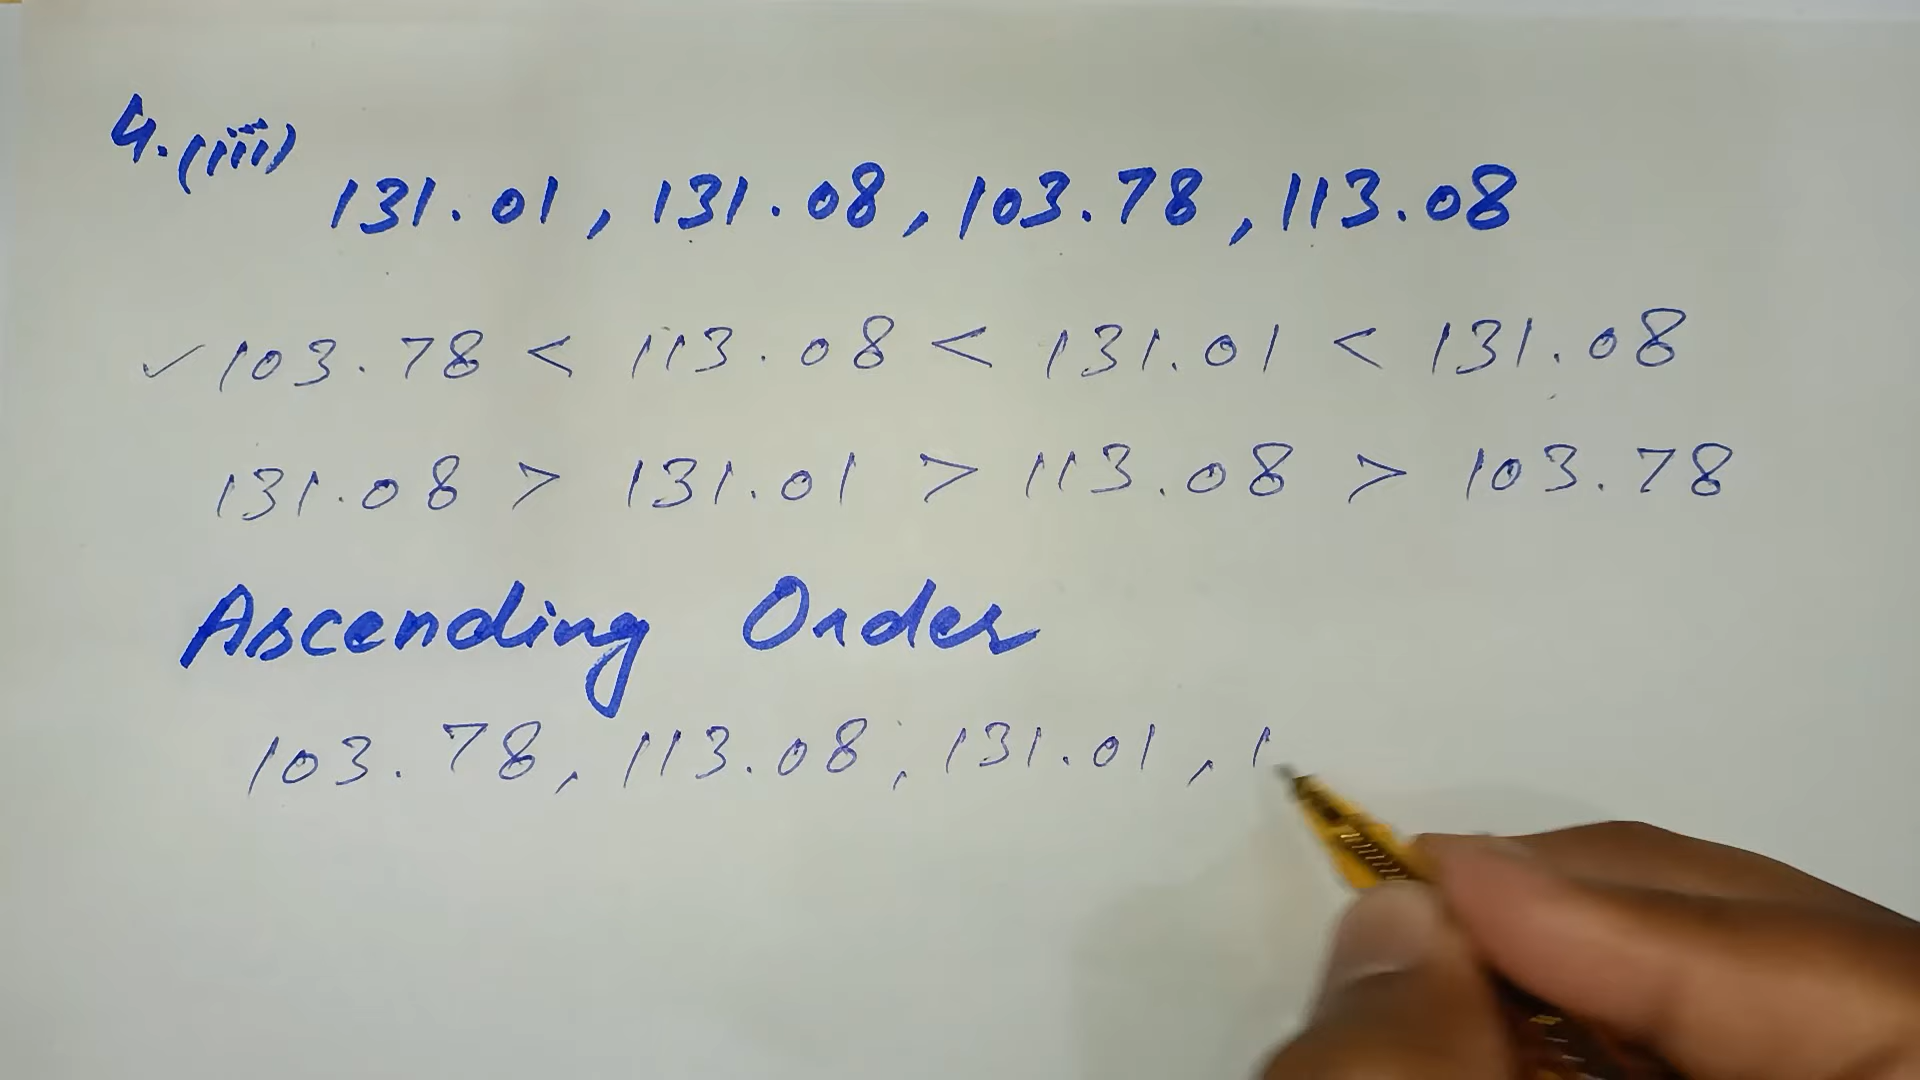 4.(iii)
131.01, 131.08, 103.78, 113.08
✓ 103.78 < 113.08 < 131.01 < 131.08
131.08 > 131.01 > 113.08 > 103.78
Ascending Order
103.78, 113.08, 131.01, 1